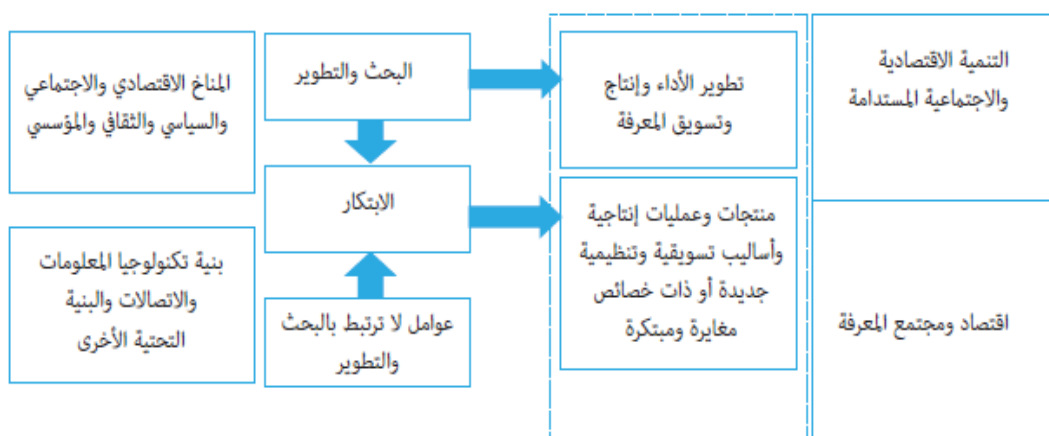 المناخ الاقتصادي والاجتماعي
والسياسي والثقافي والمؤسسي
بنية تكنولوجيا المعلومات
والاتصالات والبنية
التحتية الأخرى
البحث والتطوير
الابتكار
عوامل لا ترتبط بالبحث
والتطوير
تطوير الأداء وإنتاج
وتسويق المعرفة
منتجات وعمليات إنتاجية
وأساليب تسويقية وتنظيمية
جديدة أو ذات خصائص
مغايرة ومبتكرة
التنمية الاقتصادية
والاجتماعية المستدامة
اقتصاد ومجتمع المعرفة